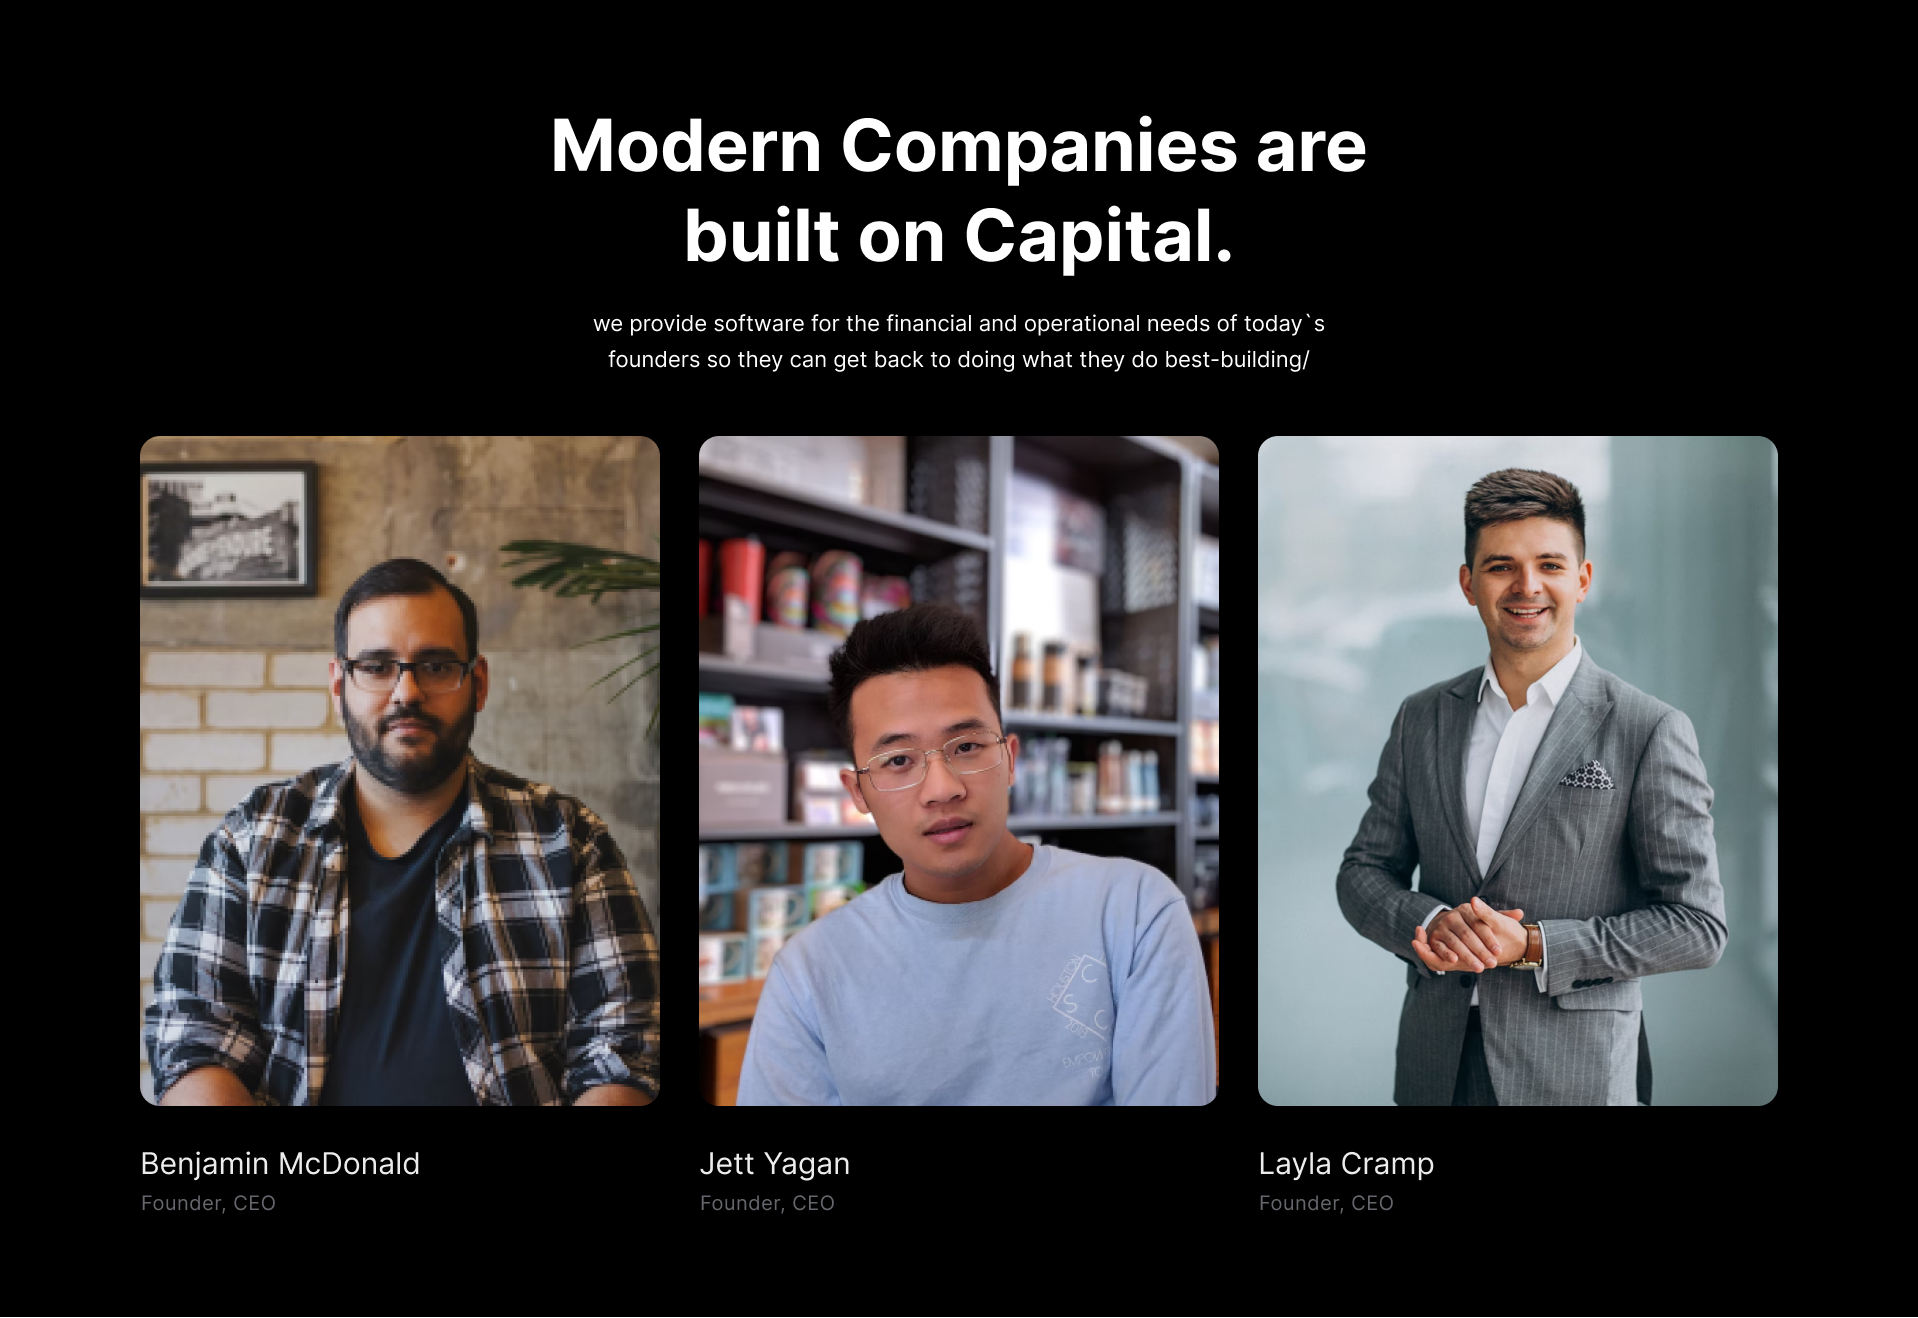 Modern Companies are
built on Capital.
we provide software for the financial and operational needs of today`s
founders so they can get back to doing what they do best-building/
HOUSTON
C
S
C
2019
Benjamin McDonald
Jett Yagan
Layla Cramp
Founder, CEO
Founder, CEO
Founder, CEO